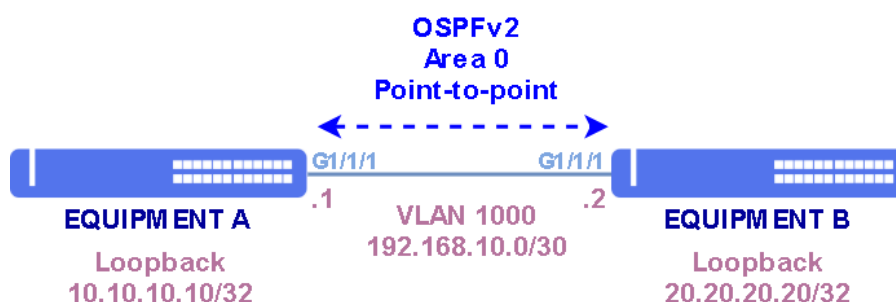 OSPFv2
Area 0
Point-to-point
G1/1/1
G1/1/1
.1
.2
VLAN 1000
192.168.10.0/30
EQUIPMENT A
Loopback
10.10.10.10/32
EQUIPMENT B
Loopback
20.20.20.20/32